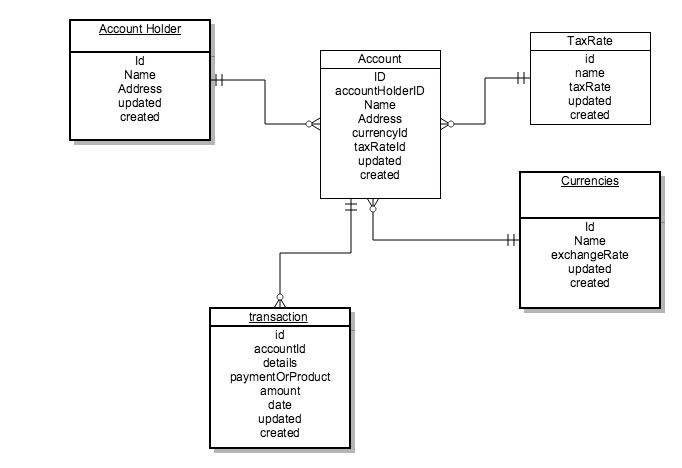 Account Holder
Id
Name
Address
updated
created
Account
ID
accountHolderID
Name
Address
currencyId
taxRateId
updated
created
TaxRate
id
name
taxRate
updated
created
Currencies
Id
Name
exchangeRate
updated
created
transaction
id
accountId
details
paymentOrProduct
amount
date
updated
created